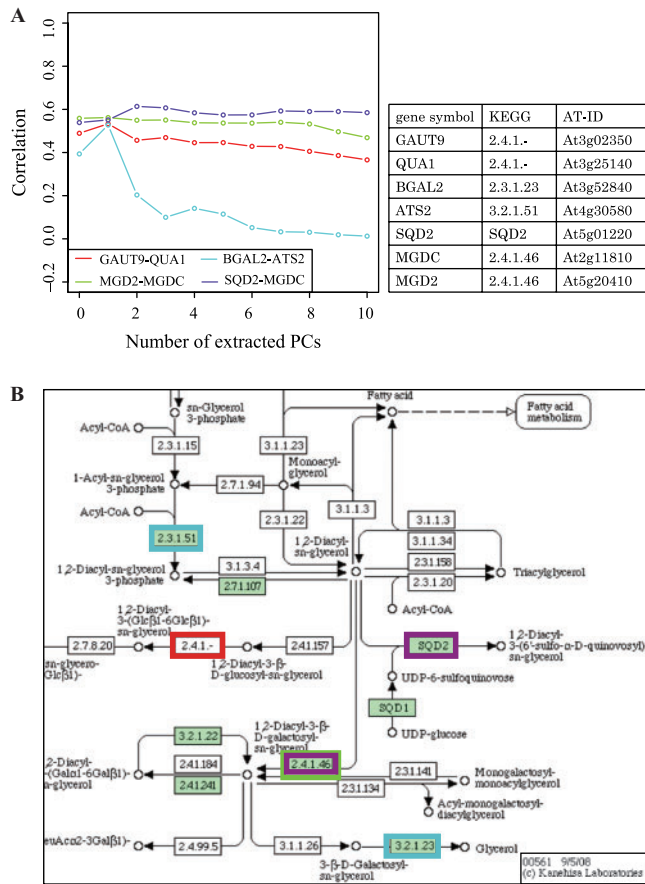 A
1.0
0.8
0.6
0.4
0.2
0.0
−0.2
Correlation
GAUT9-QUA1
BGAL2-ATS2
MGD2-MGDC
SQD2-MGDC
0 2 4 6 8 10
Number of extracted PCs
gene symbol KEGG AT-ID
GAUT9 2.4.1.- At3g02350
QUA1 2.4.1.- At3g25140
BGAL2 2.3.1.23 At3g52840
ATS2 3.2.1.51 At4g30580
SQD2 SQD2 At5g01220
MGDC 2.4.1.46 At2g11810
MGD2 2.4.1.46 At5g20410
B
sn-Glycerol
3-phosphate
Fatty acid
Fatty acid
metabolism
Acyl-CoA
2.3.1.15
3.1.1.23
1-Acyl-sn-glycerol
3-phosphate
2.7.1.94
Monoacyl-
glycerol
3.1.1.3
Acyl-CoA
2.3.1.22
3.1.1.3
3.1.1.34
2.3.1.51
1,2-Diacyl-
sn-glycerol
2.3.1.158
1,2-Diacyl-sn-glycerol
3-phosphate
3.1.3.4
2.7.1.107
2.3.1.20
Triacylglycerol
Acyl-CoA
1,2-Diacyl-
3-(Glcβ1-6Glcβ1)-
sn-glycerol
2.7.8.20
2.4.1.-
2.4.1.157
SQD2
1,2-Diacyl-
3-(6'-sulfo-α-D-quinovosyl)
sn-glycerol
sn-glycero-
Glcβ1)-
1,2-Diacyl-3-β-
D-glucosyl-sn-glycerol
UDP-6-sulfoquinovose
SQD1
UDP-glucose
1,2-Diacyl-3-β-
D-galactosyl-
sn-glycerol
3.2.1.22
2.4.1.46
,2-Diacyl-
-(Galα1-6Galβ1)-
n-glycerol
2.4.1.184
2.4.1.241
2.3.1.141
Monogalactosyl-
monoacylglycerol
2.3.1.134
Acyl-monogalactosyl-
diacylglycerol
euAcα2-3Galβ1)-
2.4.99.5
3.1.1.26
3.2.1.23
Glycerol
3-β-D-Galactosyl-
sn-glycerol
00561 9/5/08
(c) Kanehisa Laboratories